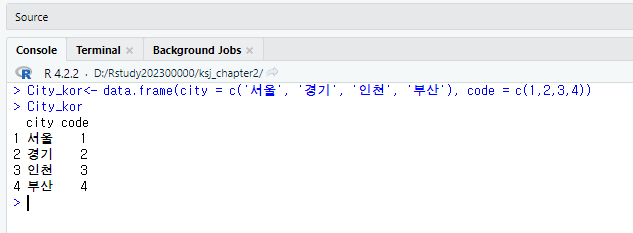 Source
Console Terminal × Background Jobs ×
R 4.2.2 · D:/Rstudy202300000/ksj_chapter2/
> City_kor<- data.frame(city = c('서울', '경기', '인천', '부산'), code = c(1,2,3,4))
> City_kor
city code
1 서울 1
2 경기 2
3 인천 3
4 부산 4
>